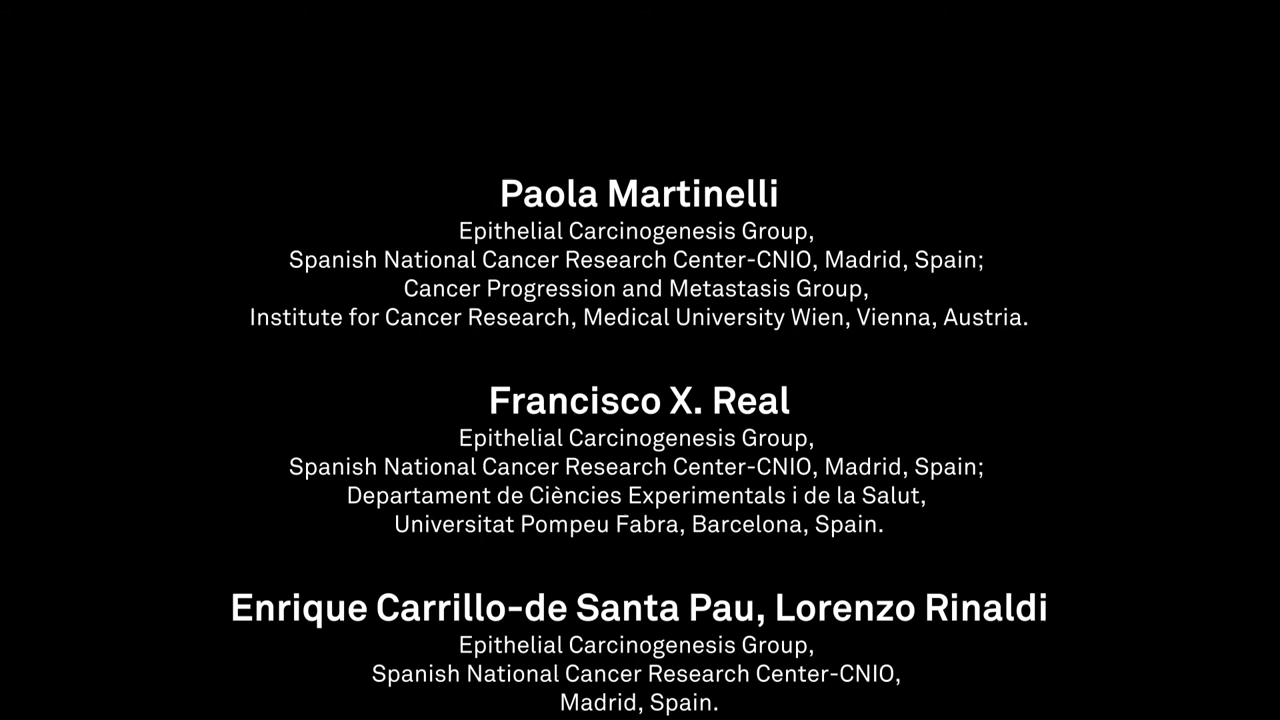 Paola Martinelli
Epithelial Carcinogenesis Group,
Spanish National Cancer Research Center-CNIO, Madrid, Spain;
Cancer Progression and Metastasis Group,
Institute for Cancer Research, Medical University Wien, Vienna, Austria.
Francisco X. Real
Epithelial Carcinogenesis Group,
Spanish National Cancer Research Center-CNIO, Madrid, Spain;
Departament de Ciències Experimentals i de la Salut,
Universitat Pompeu Fabra, Barcelona, Spain.
Enrique Carrillo-de Santa Pau, Lorenzo Rinaldi
Epithelial Carcinogenesis Group,
Spanish National Cancer Research Center-CNIO,
Madrid, Spain.